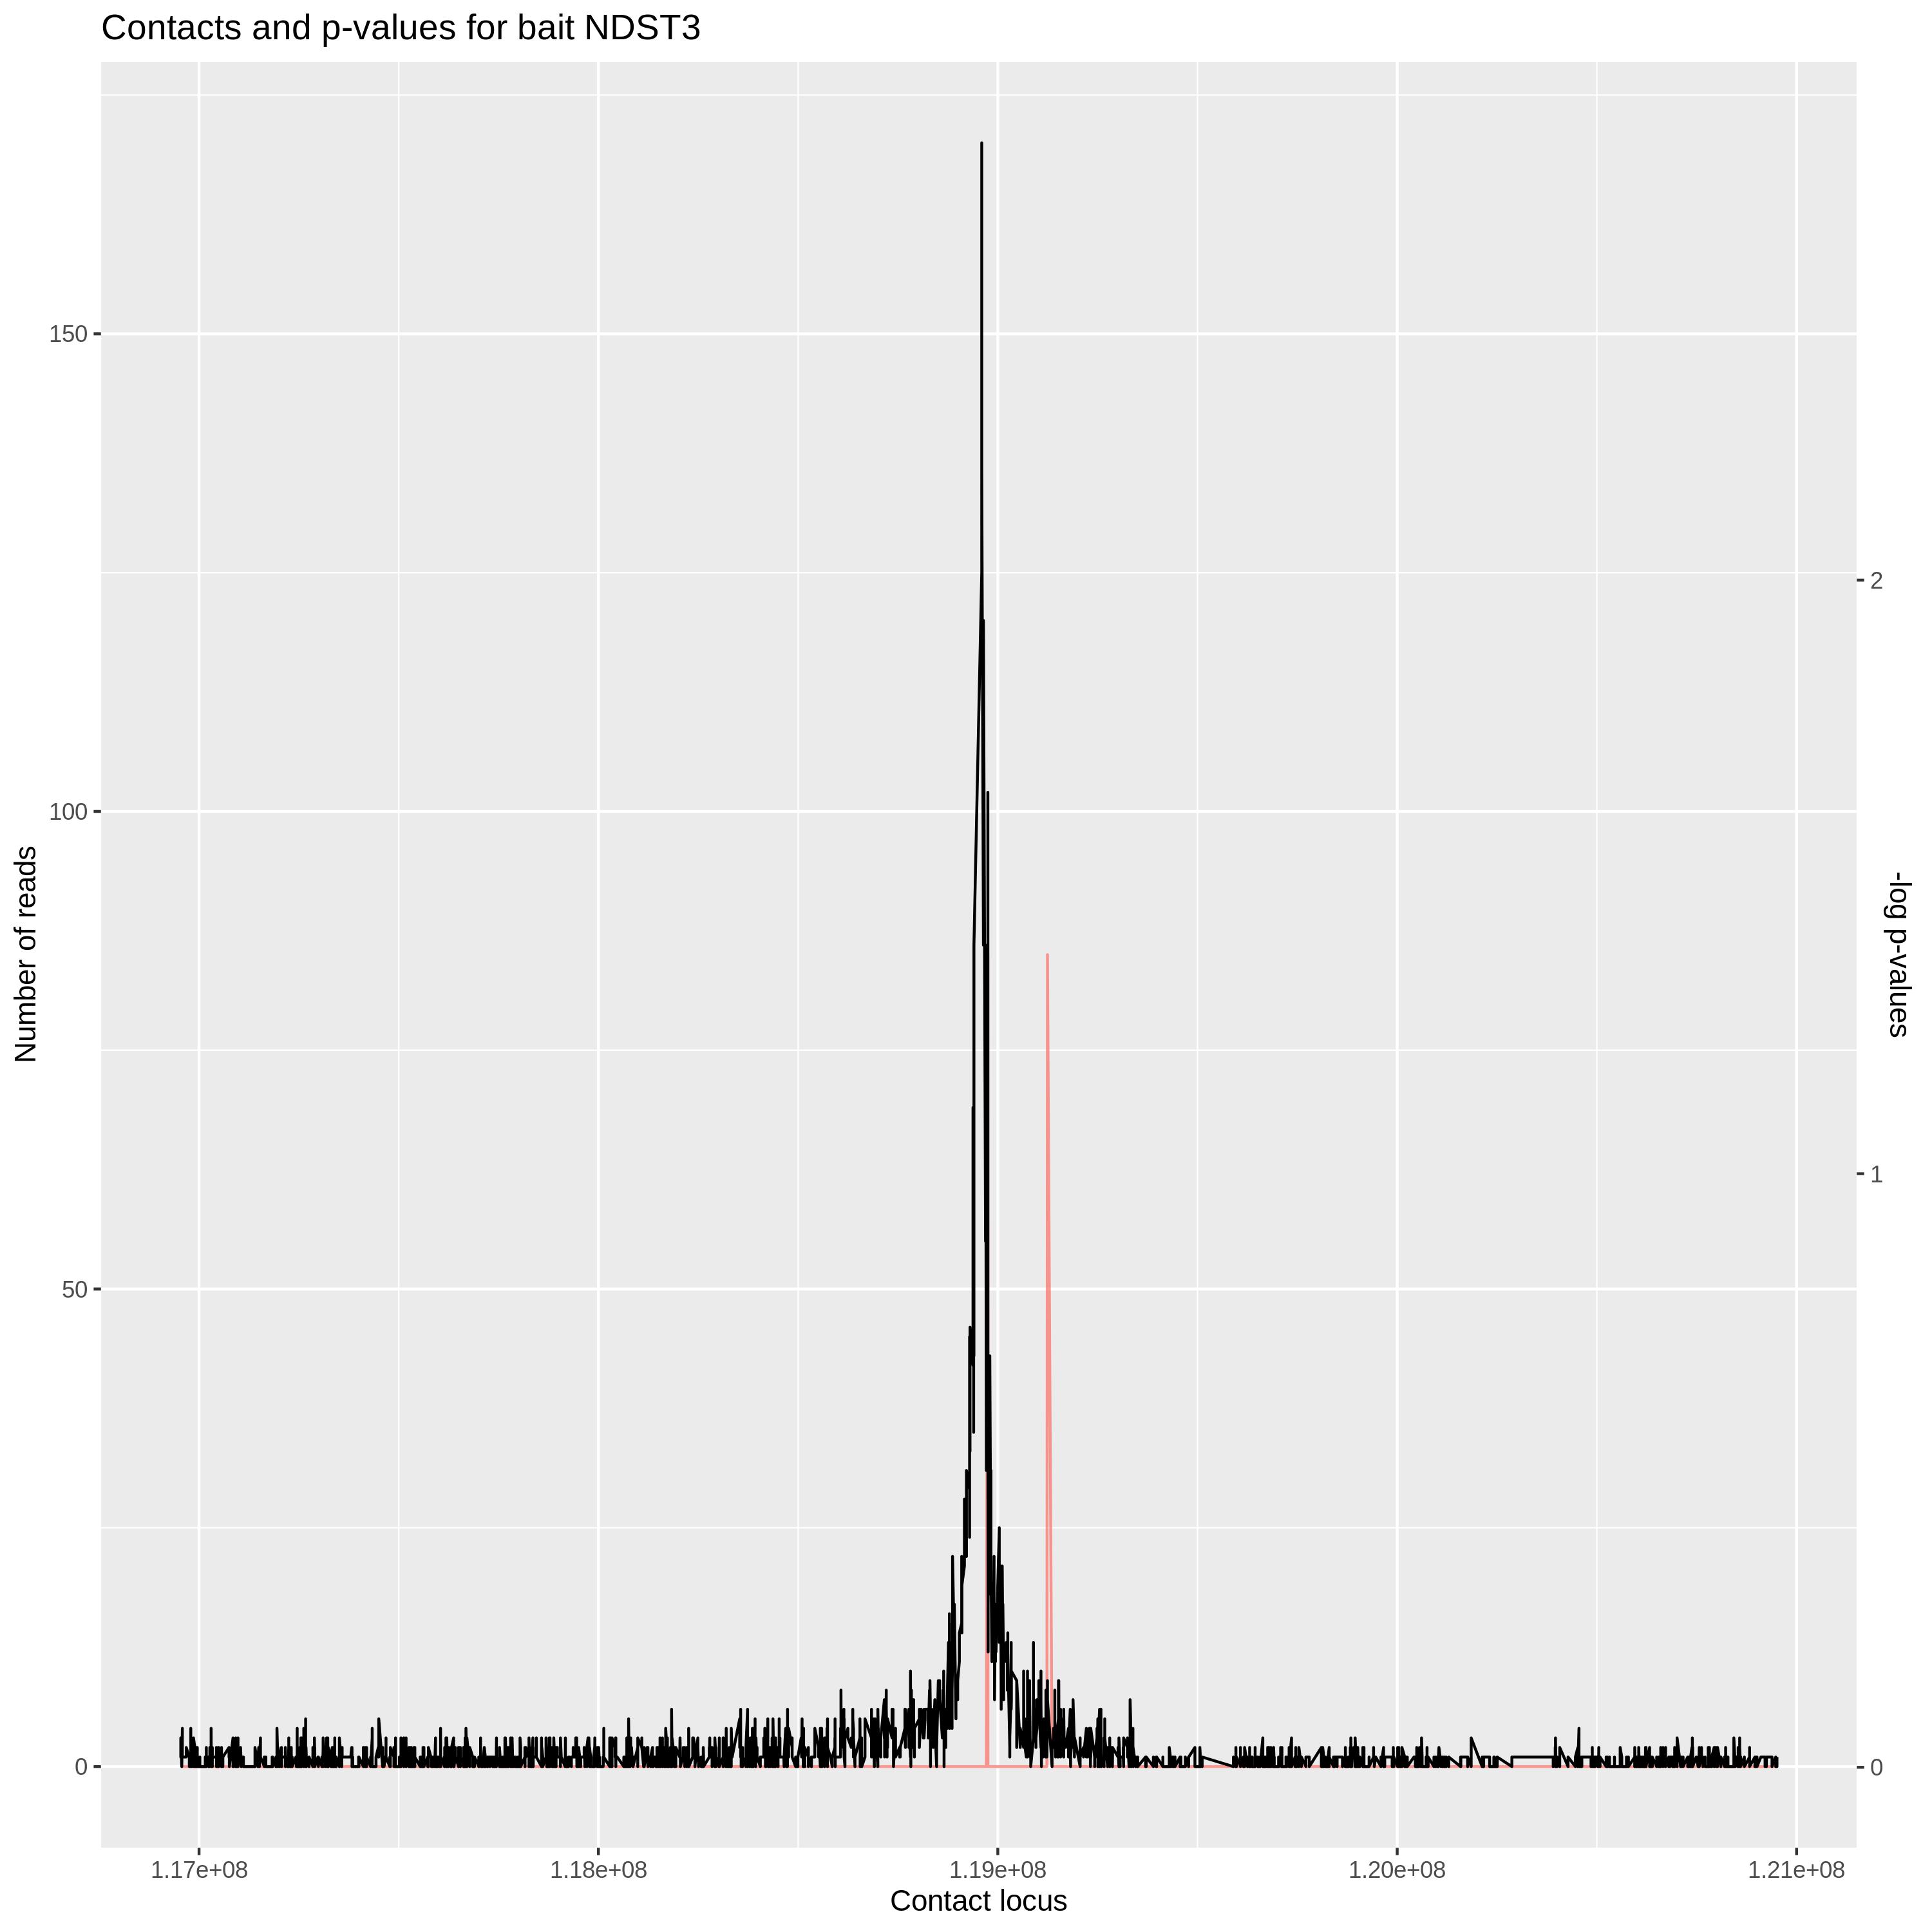 Contacts and p-values for bait NDST3
150
100
50
0
Number of reads
2
1
0
-log p-values
1.17e+08
1.18e+08
1.19e+08
1.20e+08
1.21e+08
Contact locus